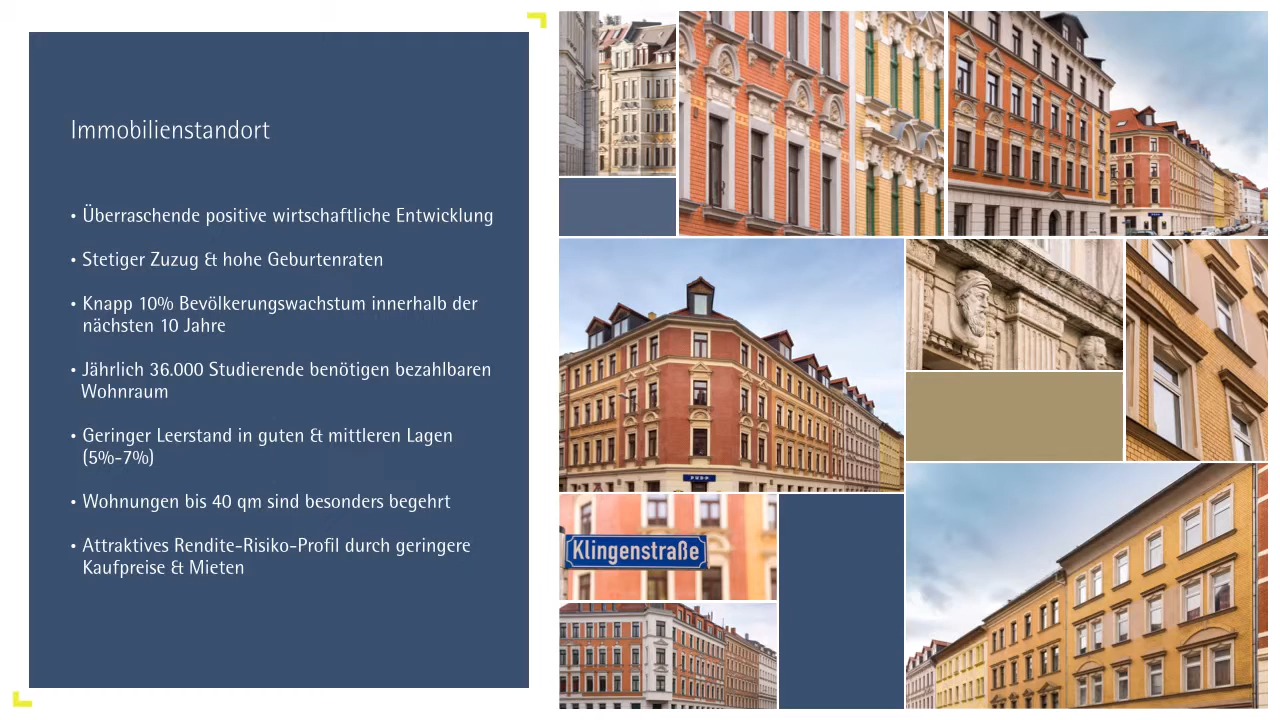 Immobilienstandort
• Überraschende positive wirtschaftliche Entwicklung
• Stetiger Zuzug & hohe Geburtenraten
• Knapp 10% Bevölkerungswachstum innerhalb der
nächsten 10 Jahre
• Jährlich 36.000 Studierende benötigen bezahlbaren
Wohnraum
• Geringer Leerstand in guten & mittleren Lagen
(5%-7%)
• Wohnungen bis 40 qm sind besonders begehrt
• Attraktives Rendite-Risiko-Profil durch geringere
Kaufpreise & Mieten
Klingenstraße